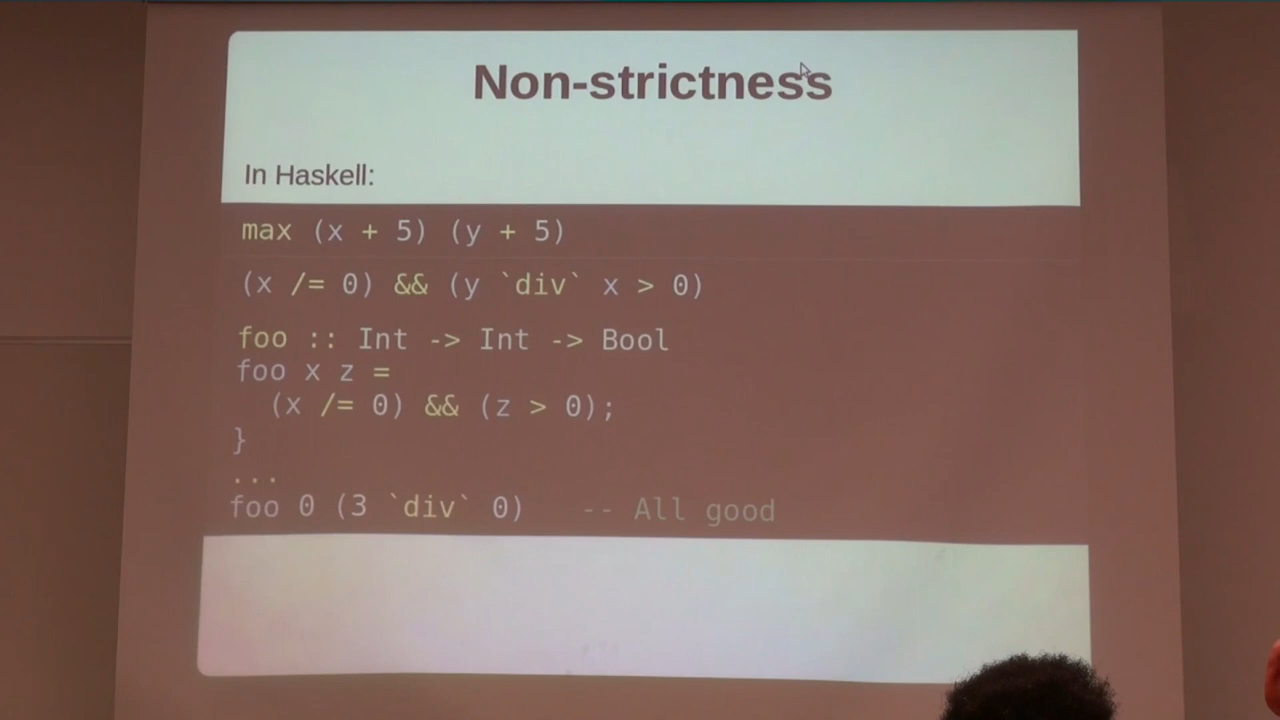 Non-strictness
In Haskell:
max (x + 5) (y + 5)
(x /= 0) && (y `div` x > 0)
foo :: Int -> Int -> Bool
foo x z =
  (x /= 0) && (z > 0);
}
...
foo 0 (3 `div` 0)   -- All good